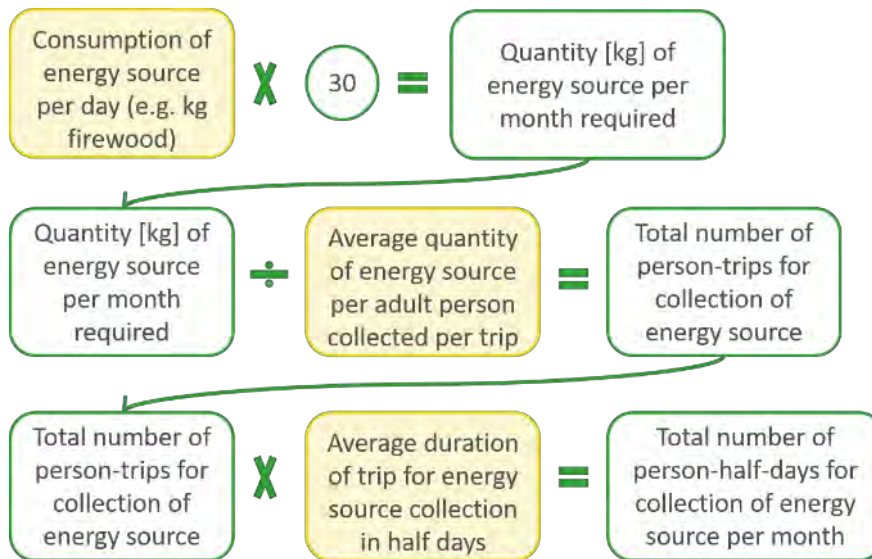 Consumption of
energy source
per day (e.g. kg
firewood)
X
30
=
Quantity [kg] of
energy source per
month required
Quantity [kg] of
energy source
per month
required
÷
Average quantity
of energy source
per adult person
collected per trip
=
Total number of
person-trips for
collection of
energy source
Total number of
person-trips for
collection of
energy source
X
Average duration
of trip for energy
source collection
in half days
=
Total number of
person-half-days for
collection of energy
source per month